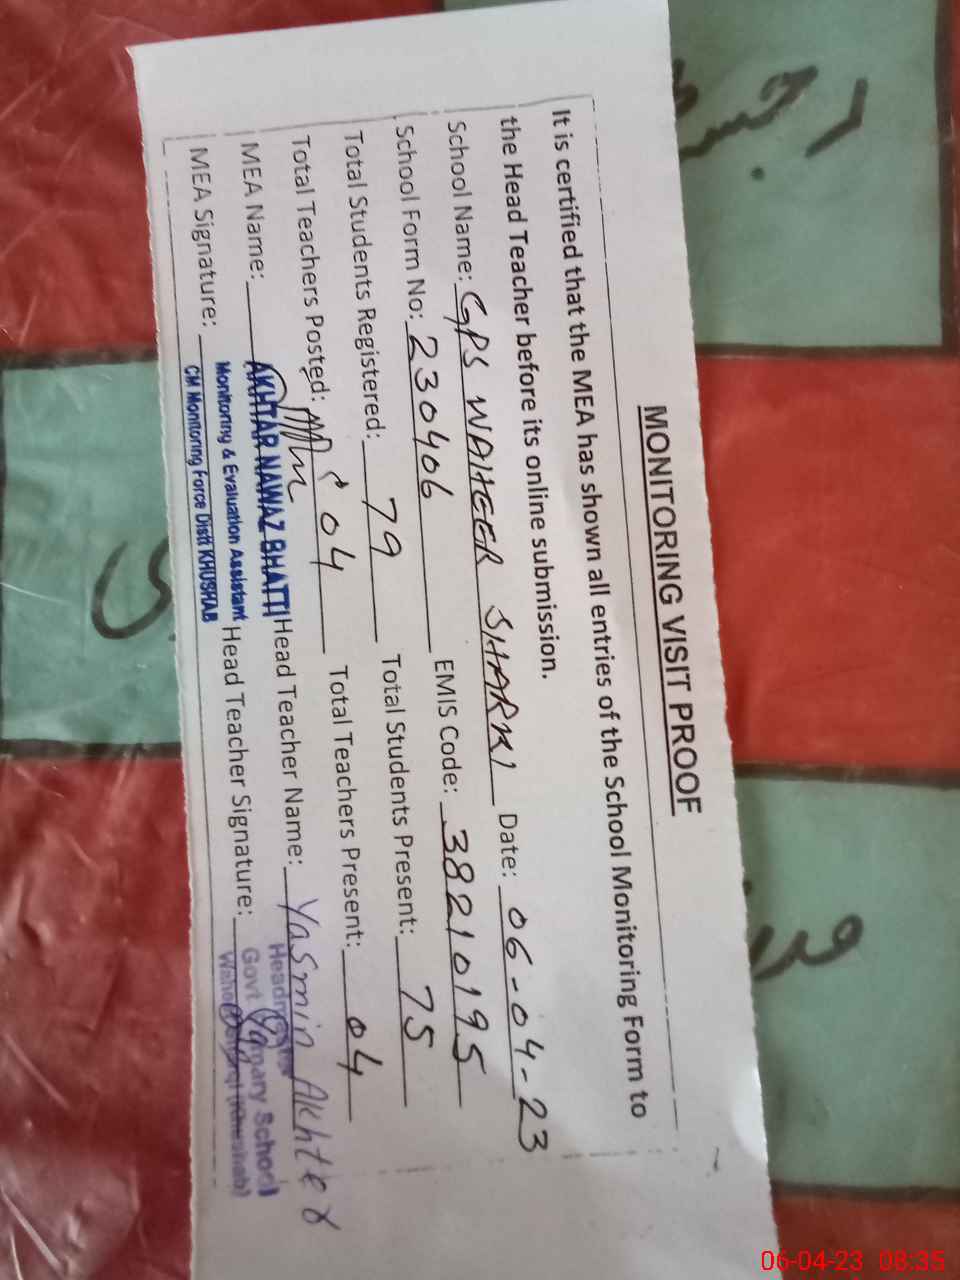 MONITORING VISIT PROOF
It is certified that the MEA has shown all entries of the School Monitoring Form to
the Head Teacher before its online submission.
School Name: GPS WAHEER SHARKI Date: 06-04-23
School Form No: 230406 EMIS Code: 38210195
Total Students Registered: 79 Total Students Present: 75
Total Teachers Posted: 04 Total Teachers Present: 04
MEA Name: AKHTAR NAWAZ BHATTI Head Teacher Name: Yasmin Akhter
Monitoring & Evaluation Assistant
MEA Signature: CM Monitoring Force Distt KHUSHAB Head Teacher Signature:
Govt School
06-04-23 08:35